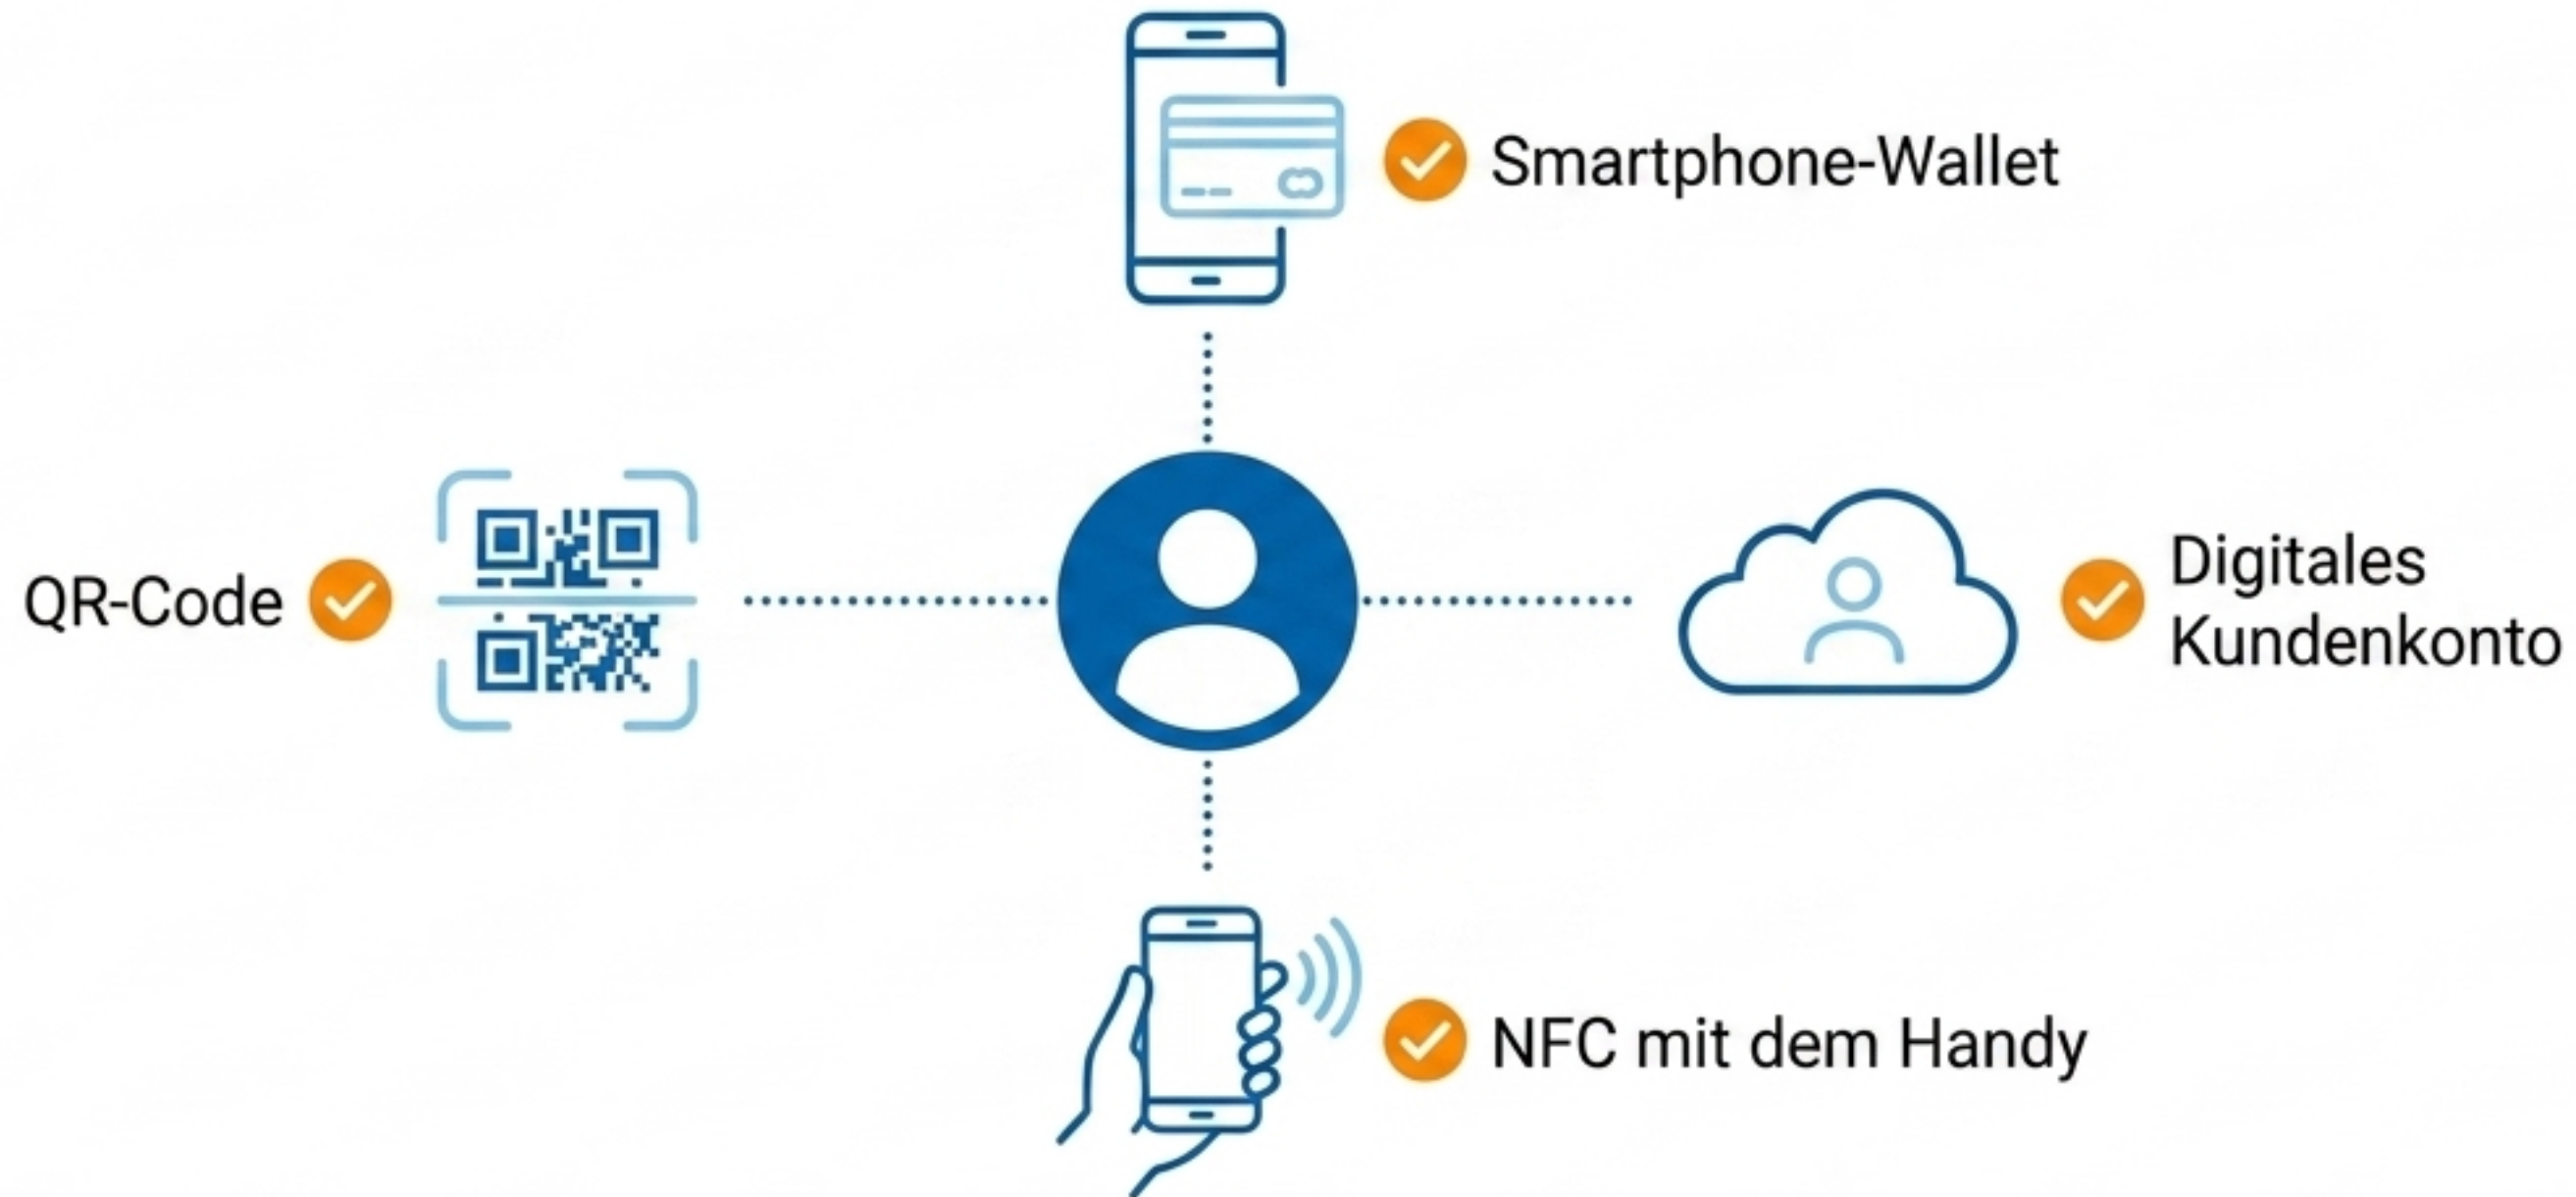 Smartphone-Wallet
QR-Code
Digitales
Kundenkonto
NFC mit dem Handy